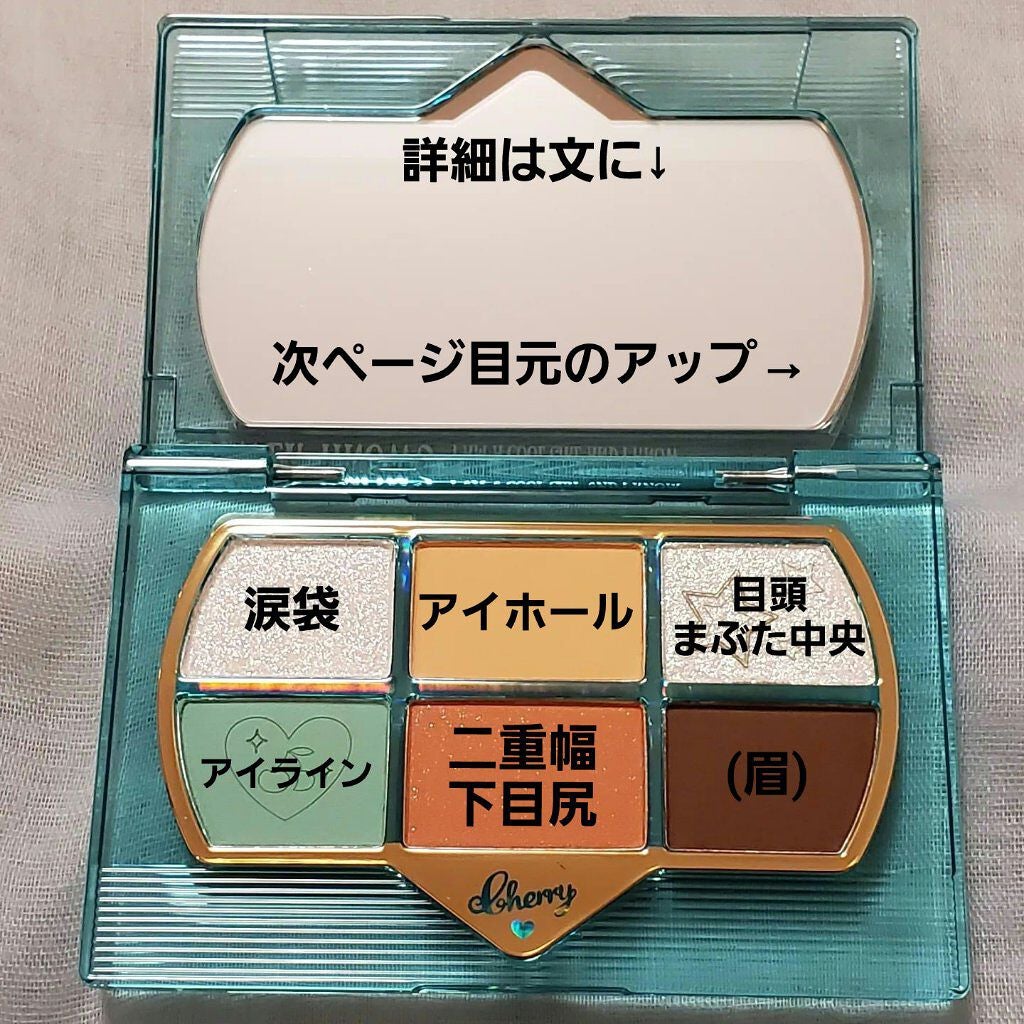 詳細は文に↓
次ページ目元のアップ→
涙袋
アイホール
目頭
まぶた中央
アイライン
二重幅
下目尻
(眉)
Cherry